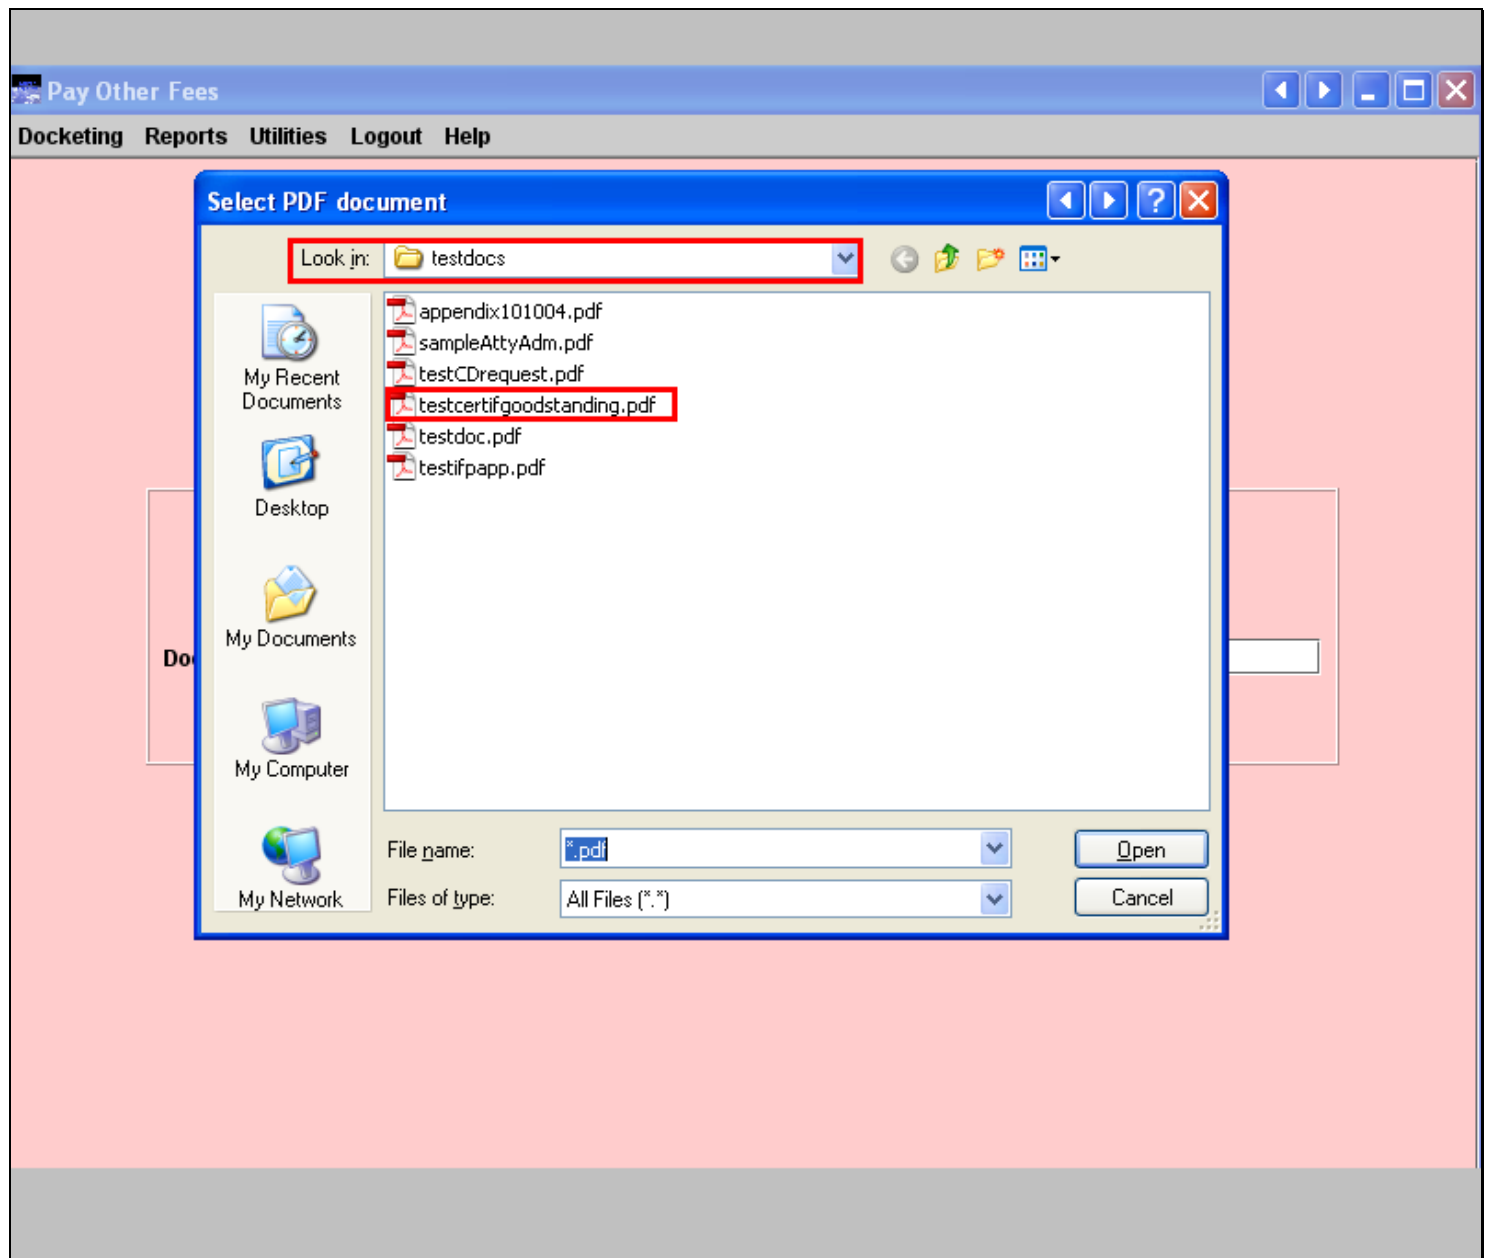 Pay Other Fees
Docketing Reports Utilities Logout Help
Select PDF document
Look in: testdocs
appendix101004.pdf
sampleAttyAdm.pdf
testCDrequest.pdf
testcertifgoodstanding.pdf
testdoc.pdf
testifpapp.pdf
My Recent
Documents
Desktop
My Documents
My Computer
My Network
Do
File name: *.pdf
Open
Files of type: All Files (*.*)
Cancel